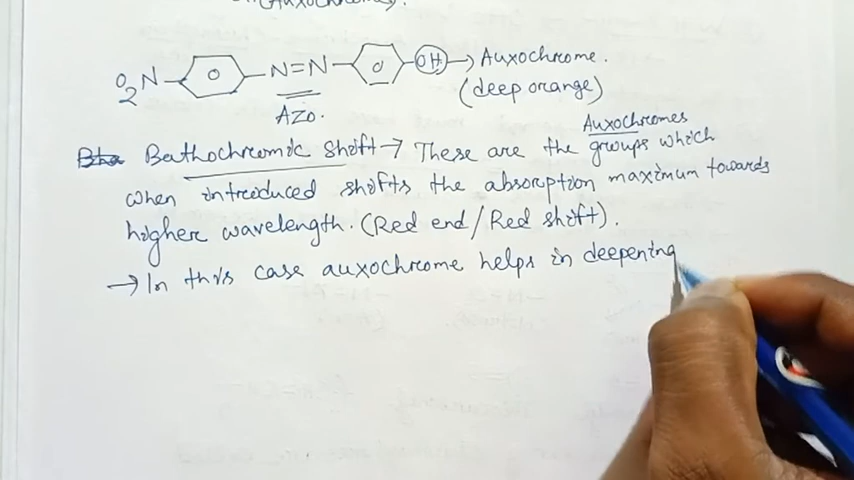 (Auxochromes).
O2N N=N OH → Auxochrome.
(deep orange)
Azo.
Auxochromes
Bathochromic shift → These are the groups which
when introduced shifts the absorption maximum towards
higher wavelength. (Red end/Red shift).
→ In this case auxochrome helps in deepening